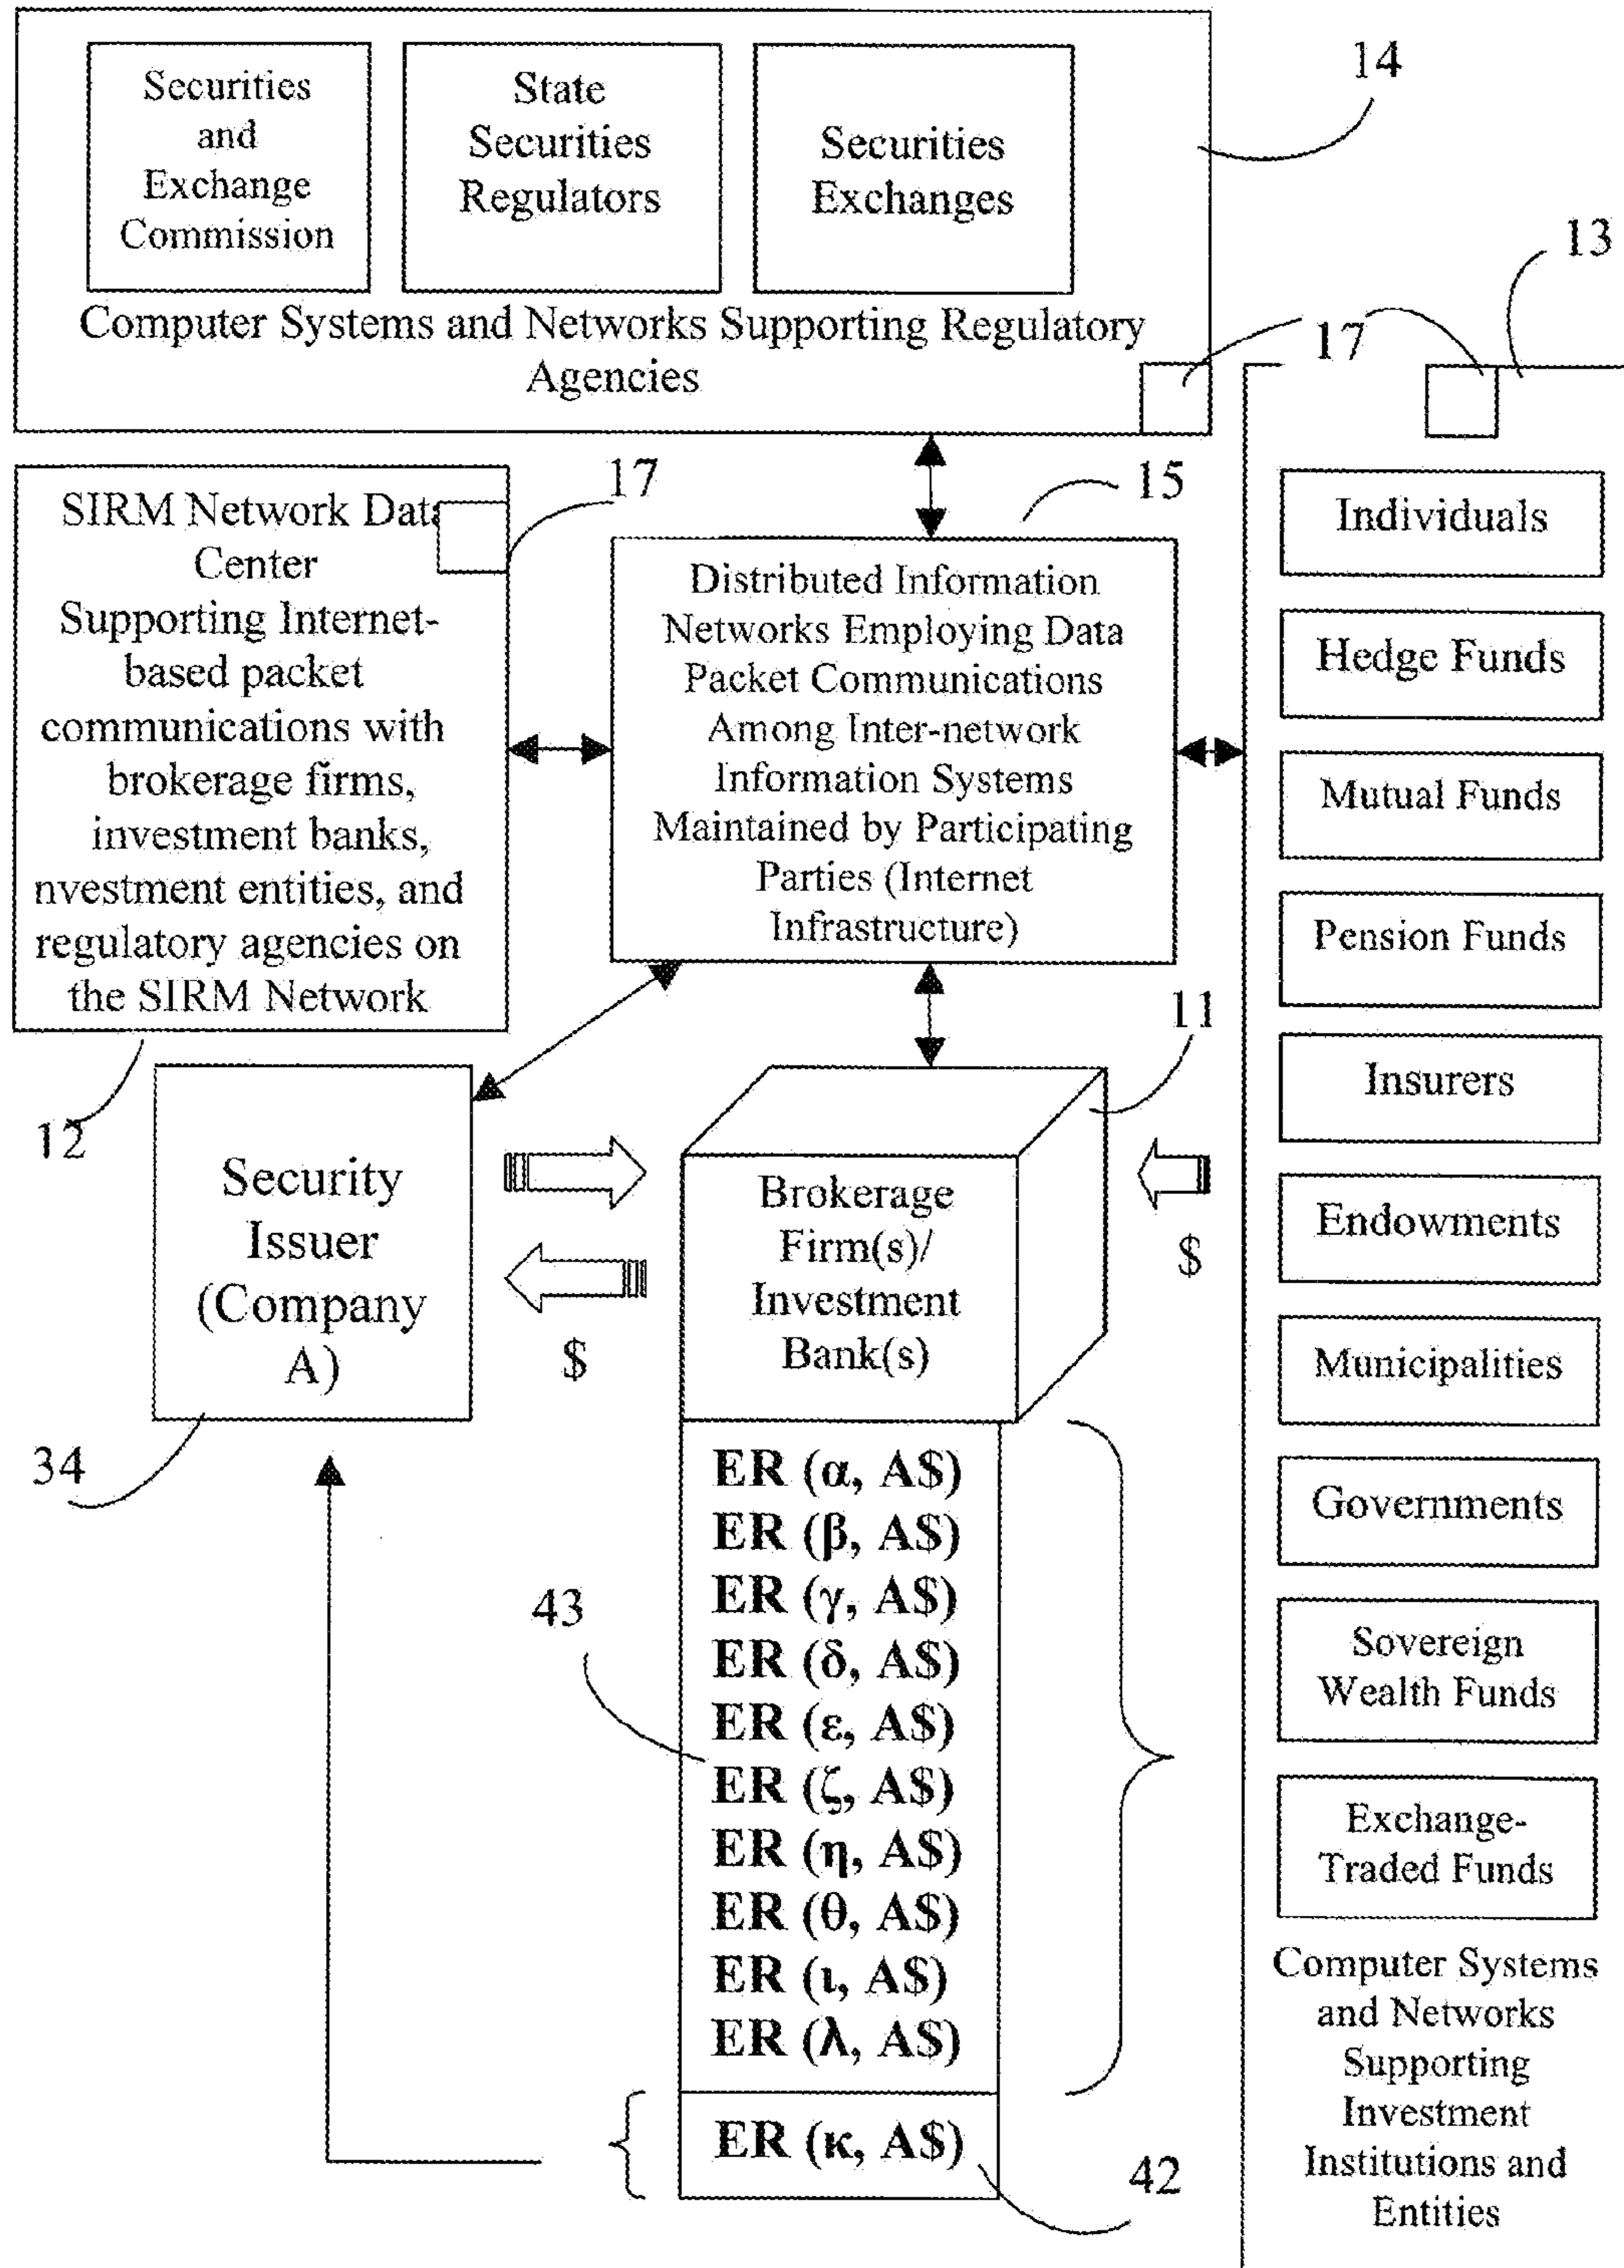 Securities
and
Exchange
Commission
State
Securities
Regulators
Securities
Exchanges
Computer Systems and Networks Supporting Regulatory
Agencies
14
13
17
17
15
SIRM Network Data
Center
Supporting Internet-
based packet
communications with
brokerage firms,
investment banks,
nvestment entities, and
regulatory agencies on
the SIRM Network
12
Distributed Information
Networks Employing Data
Packet Communications
Among Inter-network
Information Systems
Maintained by Participating
Parties (Internet
Infrastructure)
11
Security
Issuer
(Company
A)
34
$
Brokerage
Firm(s)/
Investment
Bank(s)
$
ER (α, A$)
ER (β, A$)
ER (γ, A$)
ER (δ, A$)
ER (ε, A$)
ER (ζ, A$)
ER (η, A$)
ER (θ, A$)
ER (ι, A$)
ER (λ, A$)
ER (κ, A$)
43
42
Individuals
Hedge Funds
Mutual Funds
Pension Funds
Insurers
Endowments
Municipalities
Governments
Sovereign
Wealth Funds
Exchange-
Traded Funds
Computer Systems
and Networks
Supporting
Investment
Institutions and
Entities